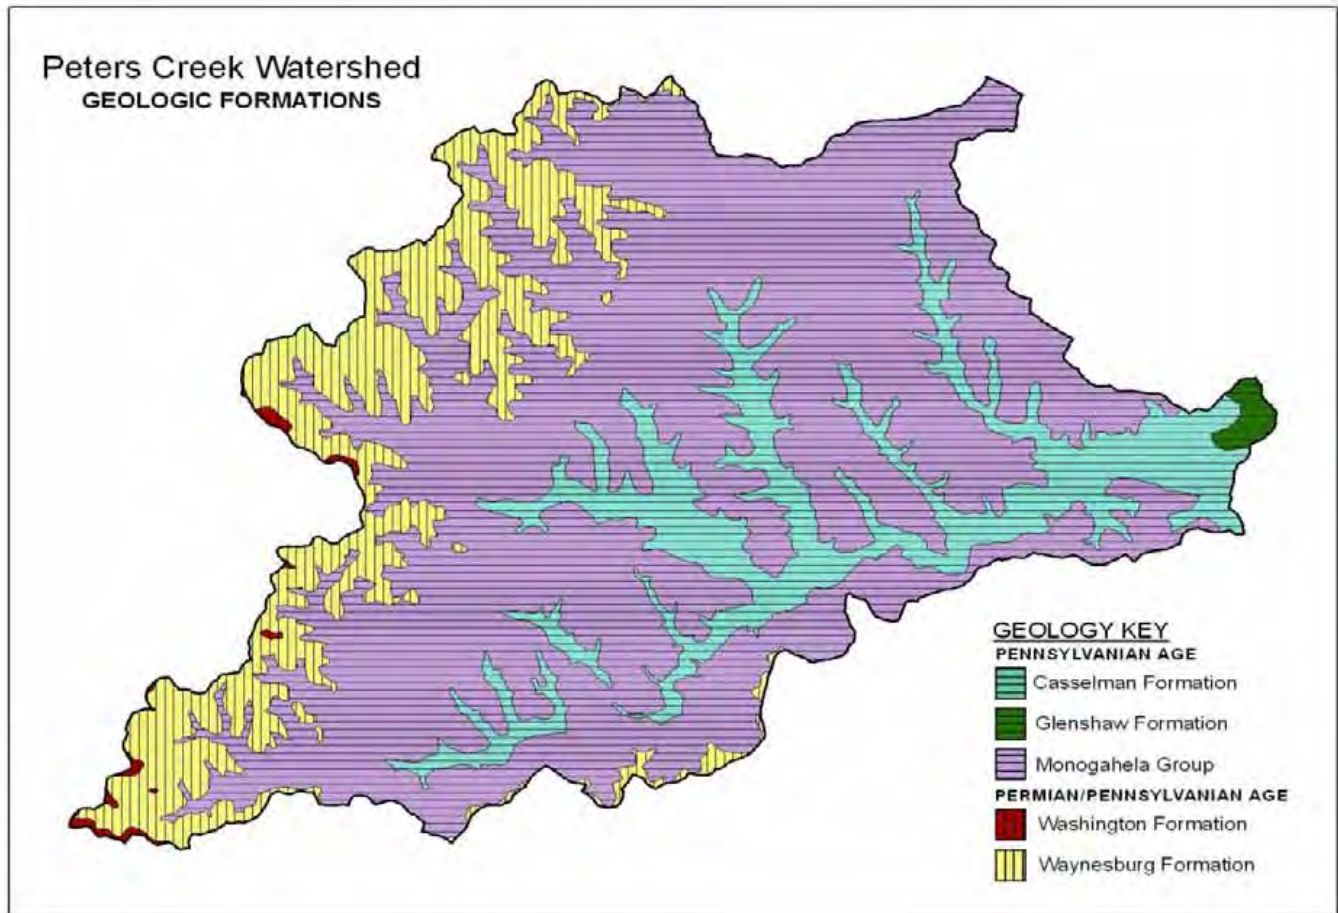 Peters Creek Watershed
GEOLOGIC FORMATIONS
GEOLOGY KEY
PENNSYLVANIAN AGE
Casselman Formation
Glenshaw Formation
Monogahela Group
PERMIAN/PENNSYLVANIAN AGE
Washington Formation
Waynesburg Formation